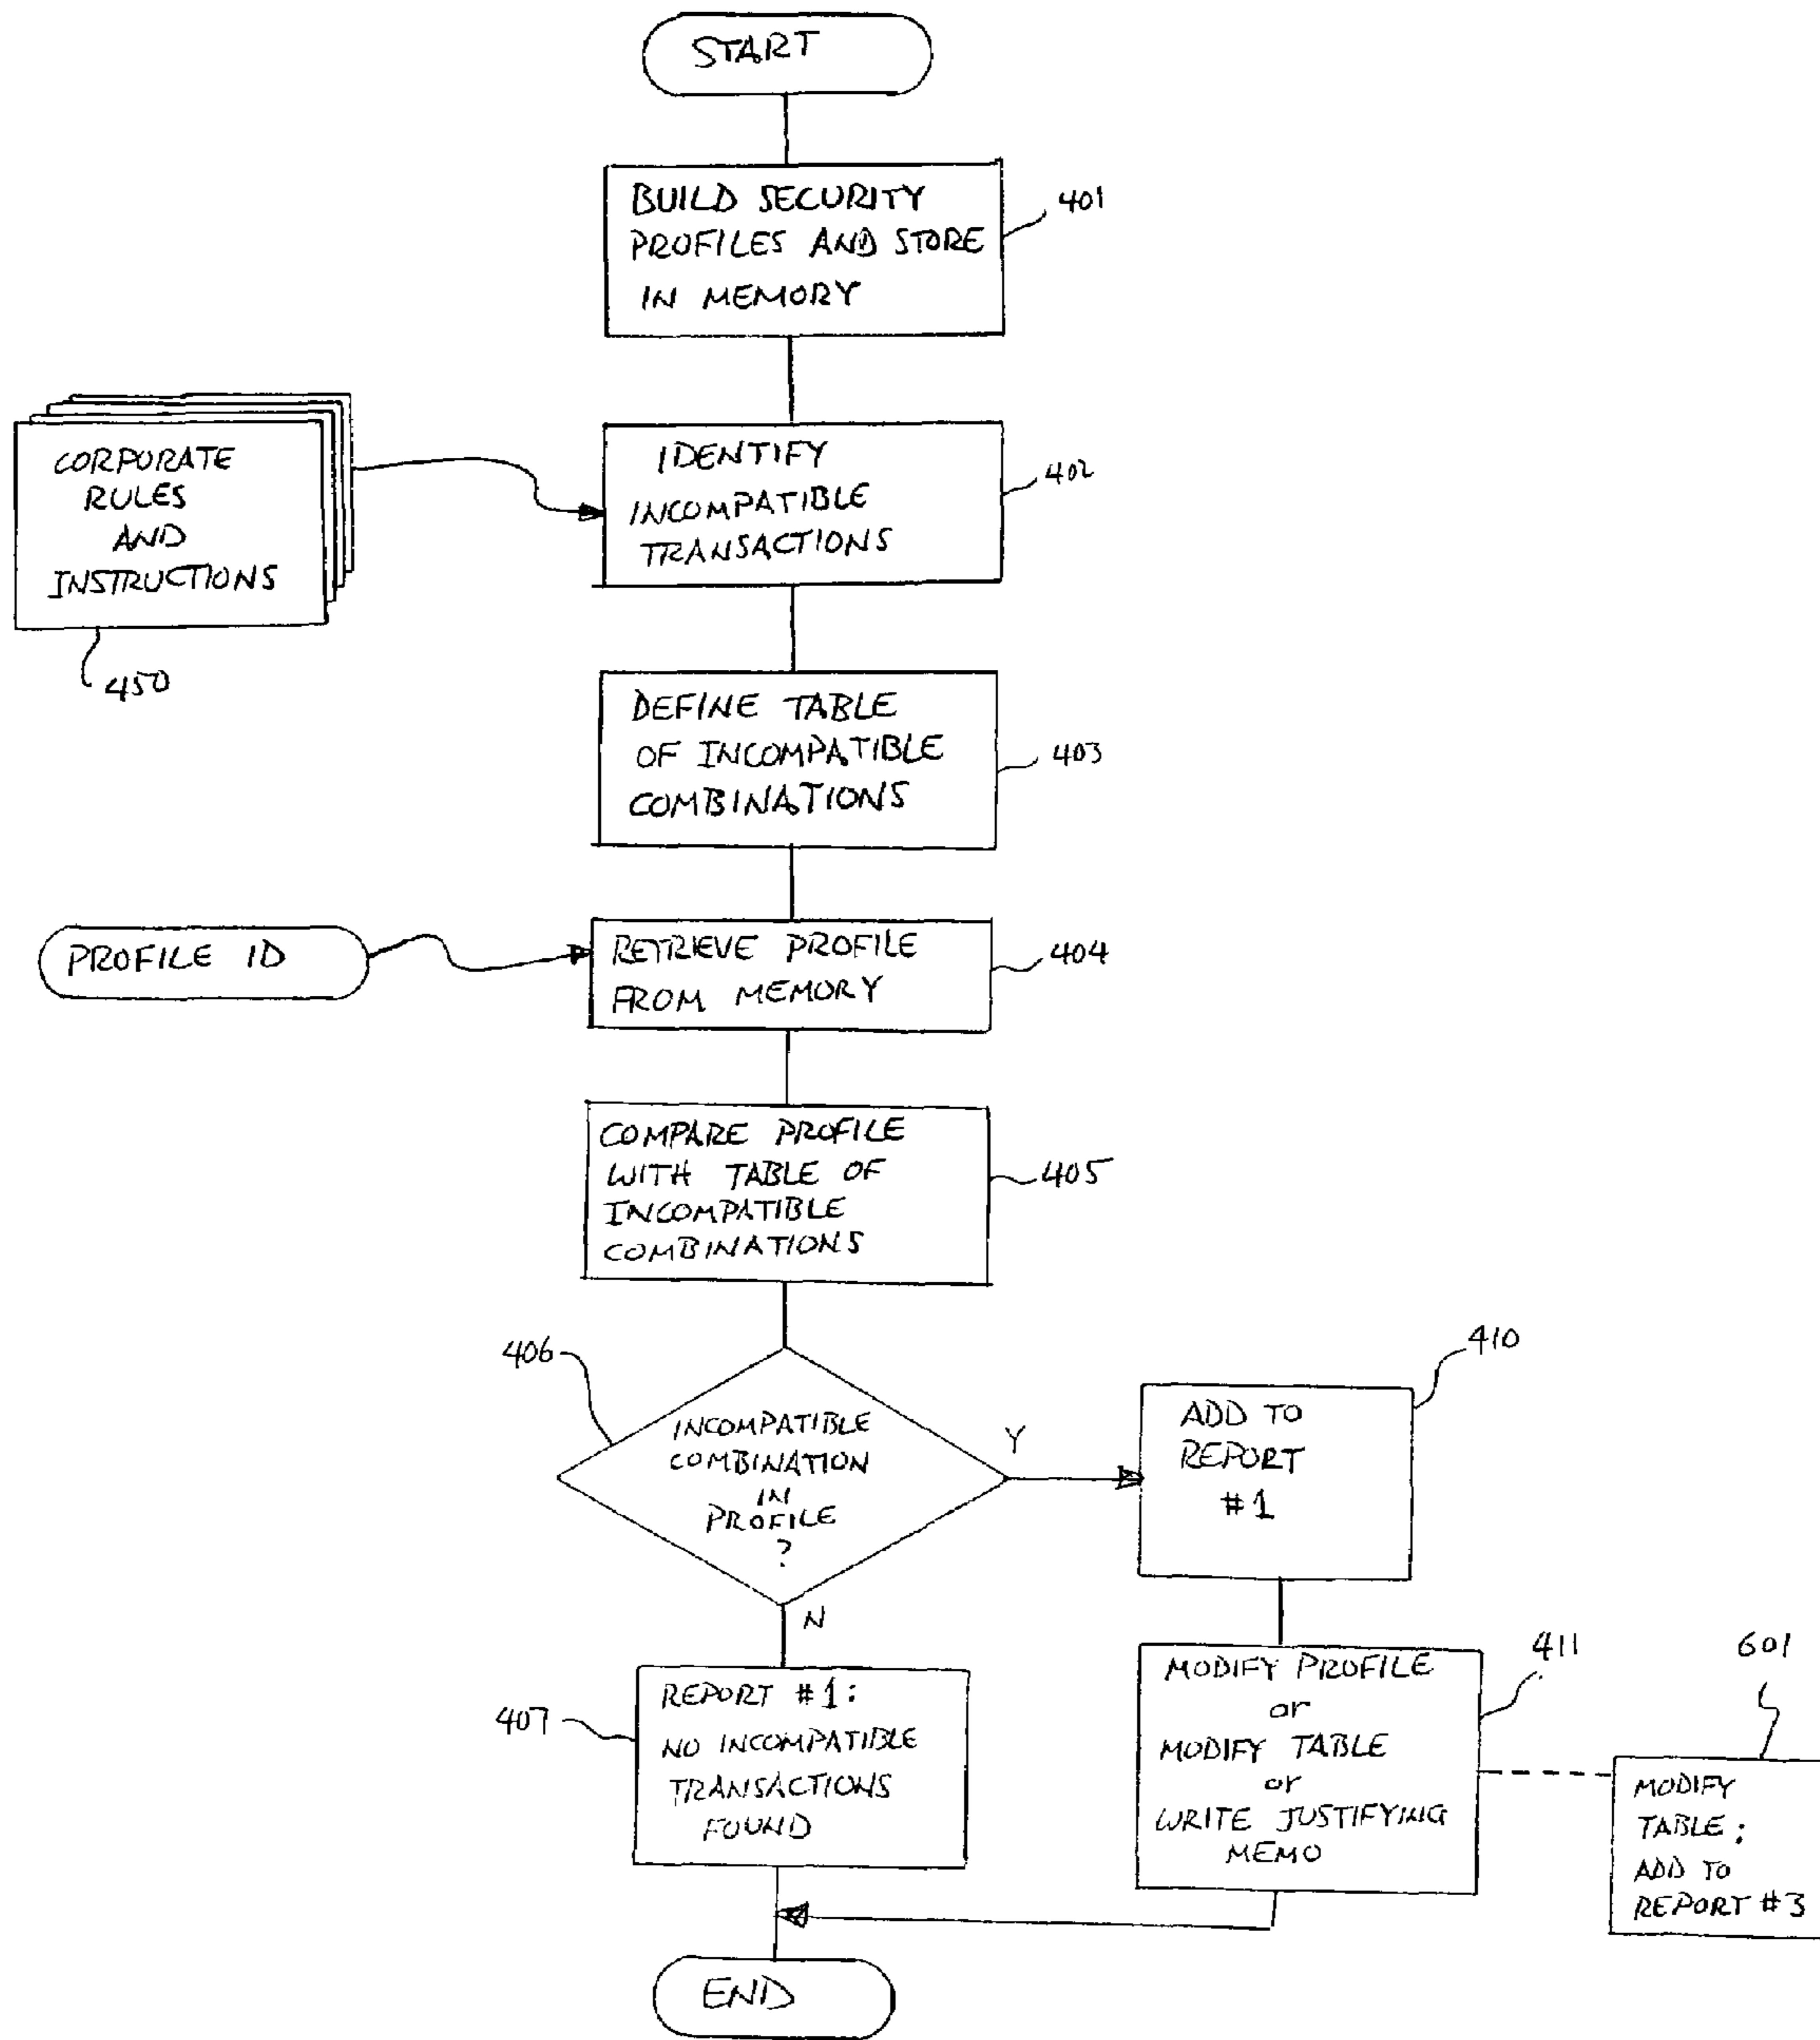 START
BUILD SECURITY
PROFILES AND STORE
IN MEMORY
401
CORPORATE
RULES
AND
INSTRUCTIONS
450
IDENTIFY
INCOMPATIBLE
TRANSACTIONS
402
DEFINE TABLE
OF INCOMPATIBLE
COMBINATIONS
403
PROFILE ID
RETRIEVE PROFILE
FROM MEMORY
404
COMPARE PROFILE
WITH TABLE OF
INCOMPATIBLE
COMBINATIONS
405
406
INCOMPATIBLE
COMBINATION
IN
PROFILE
?
Y
N
410
ADD TO
REPORT
#1
407
REPORT #1:
NO INCOMPATIBLE
TRANSACTIONS
FOUND
411
MODIFY PROFILE
or
MODIFY TABLE
or
WRITE JUSTIFYING
MEMO
601
MODIFY
TABLE;
ADD TO
REPORT #3
END